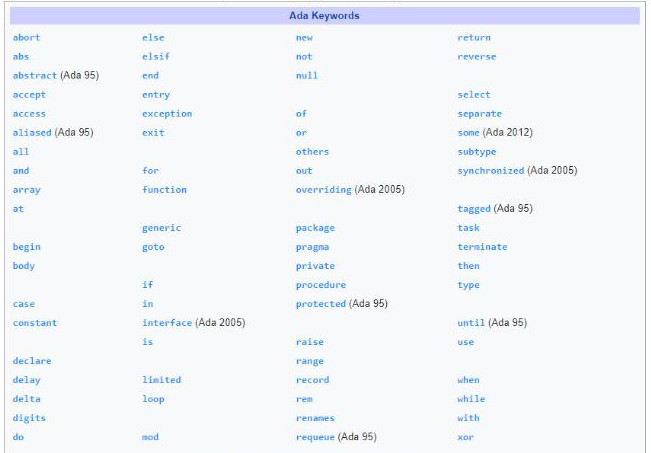 Ada Keywords
abort else new return
abs elsif not reverse
abstract (Ada 95) end null
accept entry select
access exception of separate
aliased (Ada 95) exit or some (Ada 2012)
all others subtype
and for out synchronized (Ada 2005)
array function overriding (Ada 2005)
at tagged (Ada 95)
generic package task
begin goto pragma terminate
body private then
if procedure type
case in protected (Ada 95)
constant interface (Ada 2005) until (Ada 95)
is raise use
declare range
delay limited record when
delta loop rem while
digits renames with
do mod requeue (Ada 95) xor